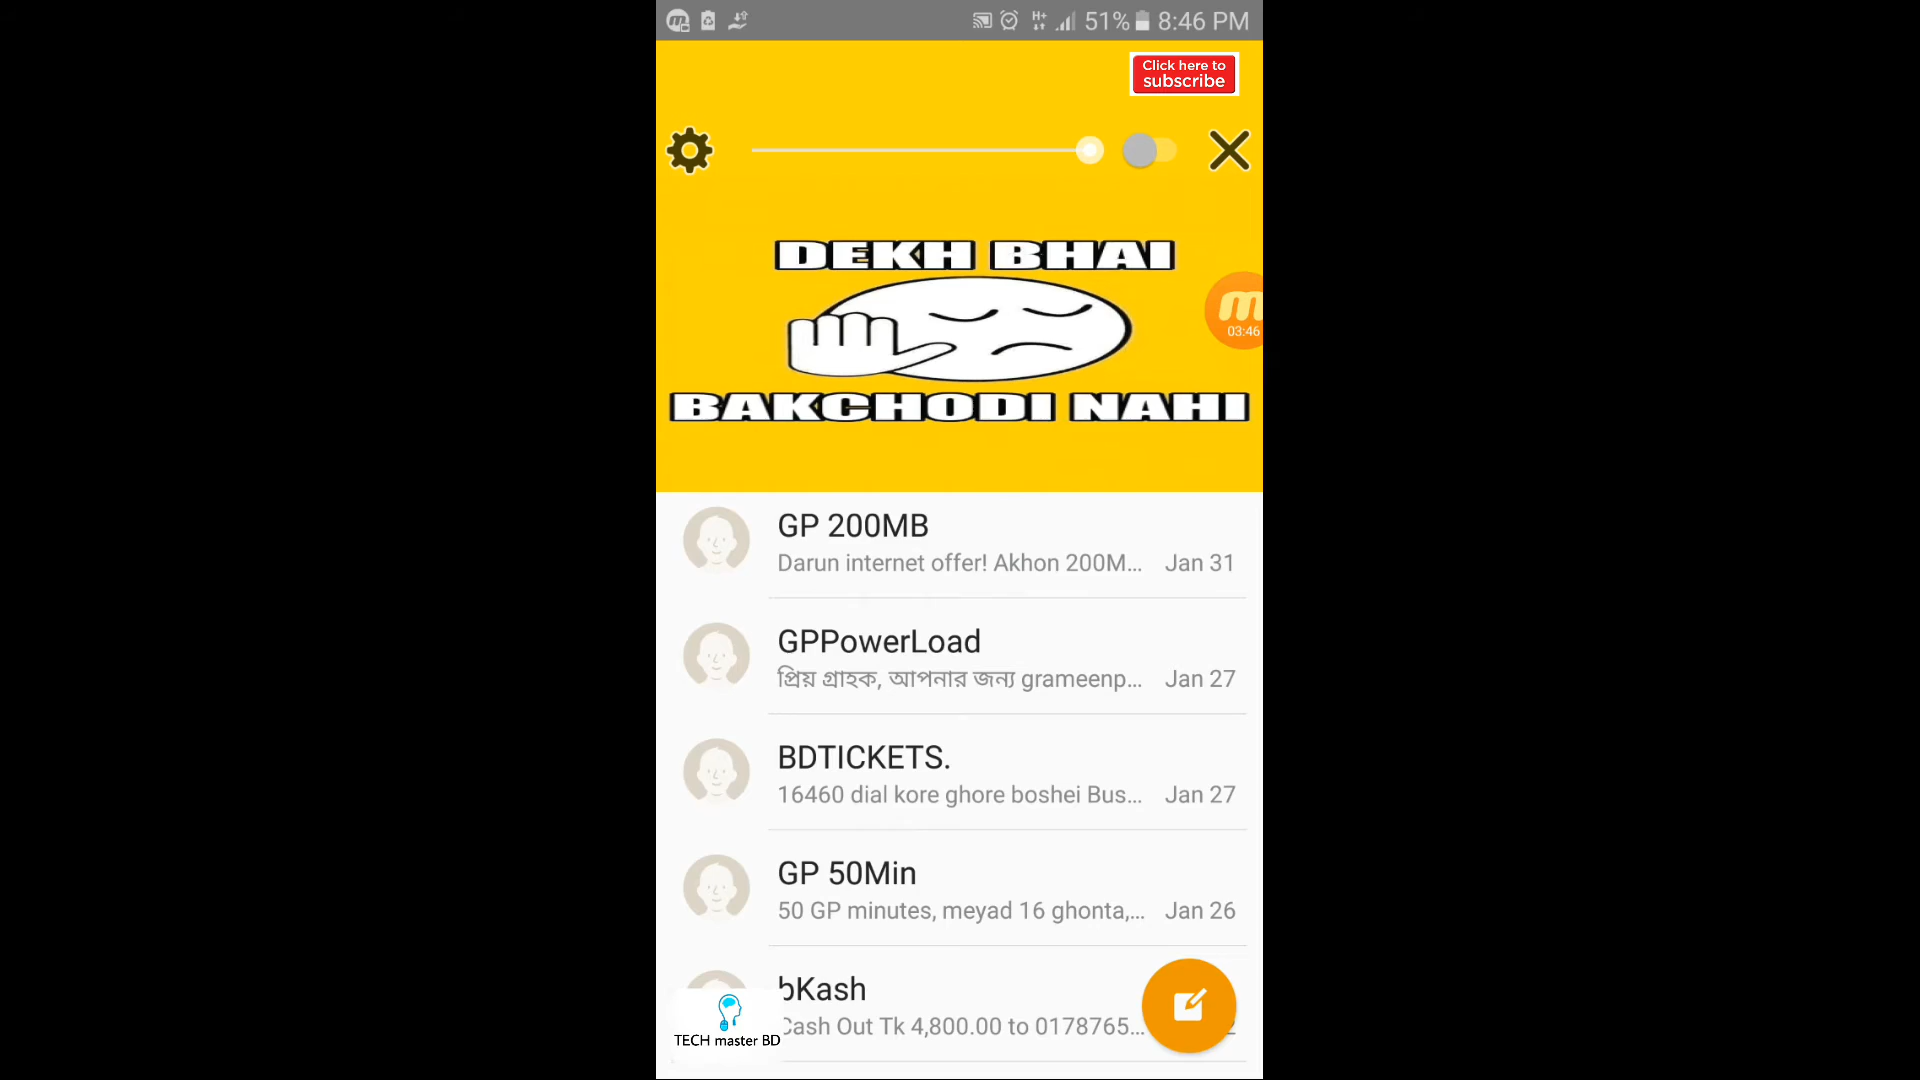 51% 8:46 PM
Click here to
subscribe
DEKH BHAI
BAKCHODI NAHI
03:46
GP 200MB
Darun internet offer! Akhon 200M... Jan 31
GPPowerLoad
প্রিয় গ্রাহক, আপনার জন্য grameenp... Jan 27
BDTICKETS.
16460 dial kore ghore boshei Bus... Jan 27
GP 50Min
50 GP minutes, meyad 16 ghonta,... Jan 26
bKash
Cash Out Tk 4,800.00 to 0178765...
TECH master BD